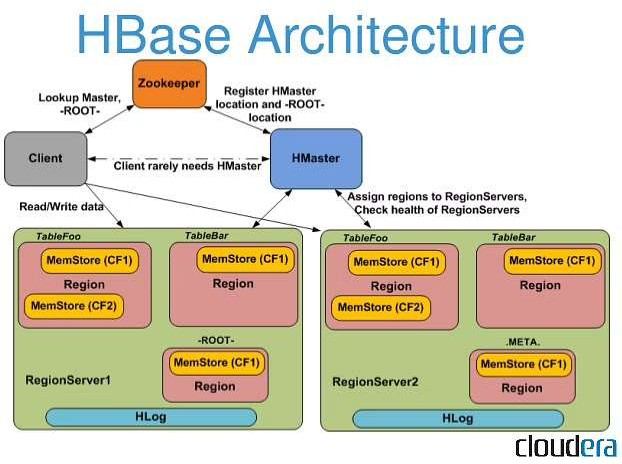 HBase Architecture
Zookeeper
Lookup Master,
-ROOT-
Register HMaster
location and -ROOT-
location
Client
Client rarely needs HMaster
HMaster
Read/Write data
Assign regions to RegionServers,
Check health of RegionServers
TableFoo
MemStore (CF1)
Region
MemStore (CF2)
TableBar
MemStore (CF1)
Region
-ROOT-
MemStore (CF1)
Region
RegionServer1
HLog
TableFoo
MemStore (CF1)
Region
MemStore (CF2)
TableBar
MemStore (CF1)
Region
.META.
MemStore (CF1)
Region
RegionServer2
HLog
cloudera